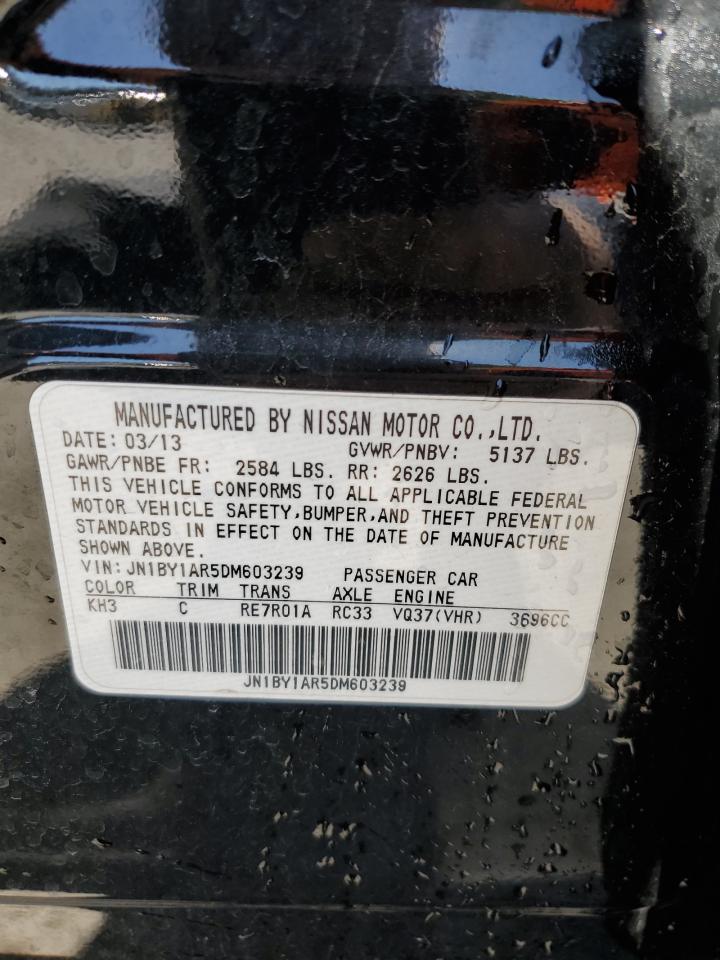 MANUFACTURED BY NISSAN MOTOR CO.,LTD.
DATE: 03/13 GVWR/PNBV: 5137 LBS.
GAWR/PNBE FR: 2584 LBS. RR: 2626 LBS.
THIS VEHICLE CONFORMS TO ALL APPLICABLE FEDERAL
MOTOR VEHICLE SAFETY,BUMPER,AND THEFT PREVENTION
STANDARDS IN EFFECT ON THE DATE OF MANUFACTURE
SHOWN ABOVE.
VIN: JN1BY1AR5DM603239 PASSENGER CAR
COLOR TRIM TRANS AXLE ENGINE
KH3 C RE7R01A RC33 VQ37(VHR) 3696CC
JN1BY1AR5DM603239